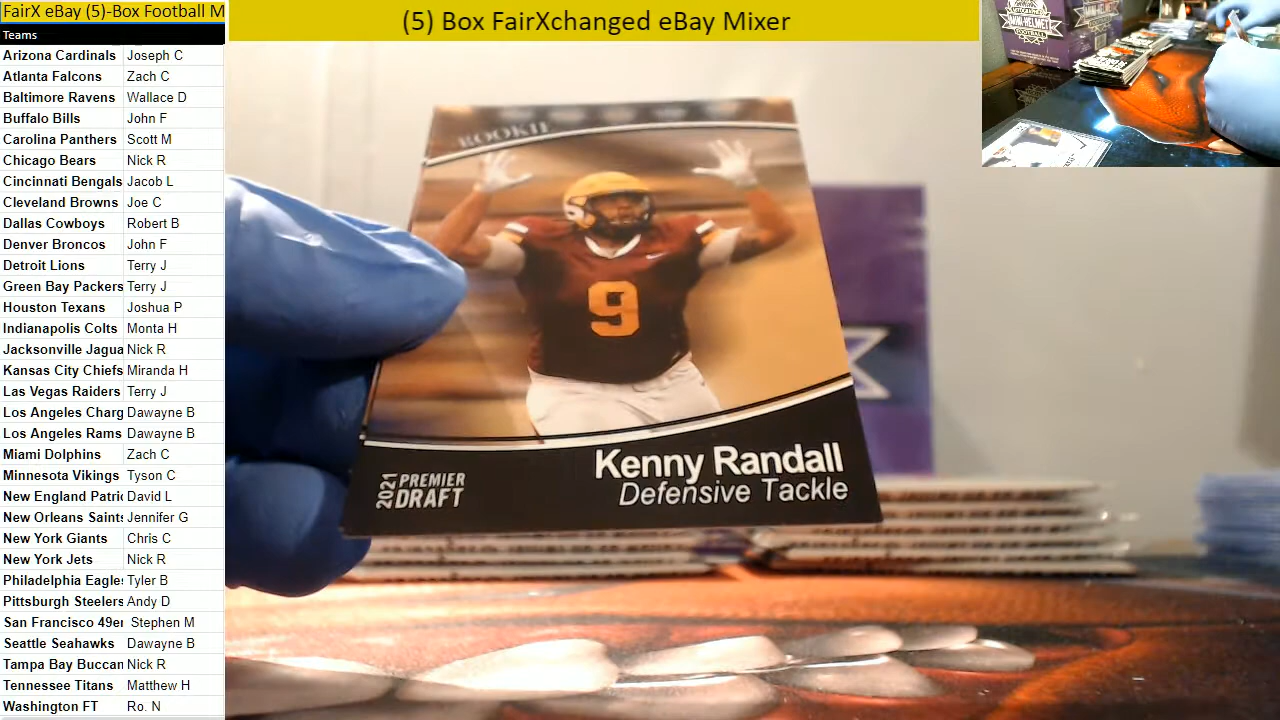 FairX eBay (5)-Box Football M
(5) Box FairXchanged eBay Mixer
Teams
Arizona Cardinals Joseph C
Atlanta Falcons Zach C
Baltimore Ravens Wallace D
Buffalo Bills John F
Carolina Panthers Scott M
Chicago Bears Nick R
Cincinnati Bengals Jacob L
Cleveland Browns Joe C
Dallas Cowboys Robert B
Denver Broncos John F
Detroit Lions Terry J
Green Bay Packers Terry J
Houston Texans Joshua P
Indianapolis Colts Monta H
Jacksonville Jagua Nick R
Kansas City Chiefs Miranda H
Las Vegas Raiders Terry J
Los Angeles Charg Dawayne B
Los Angeles Rams Dawayne B
Miami Dolphins Zach C
Minnesota Vikings Tyson C
New England Patri David L
New Orleans Saints Jennifer G
New York Giants Chris C
New York Jets Nick R
Philadelphia Eagle Tyler B
Pittsburgh Steelers Andy D
San Francisco 49er Stephen M
Seattle Seahawks Dawayne B
Tampa Bay Buccan Nick R
Tennessee Titans Matthew H
Washington FT Ro. N
ROOKIE
9
Kenny Randall
Defensive Tackle
2021 PREMIER
DRAFT
MINI-HELMET
FOOTBALL